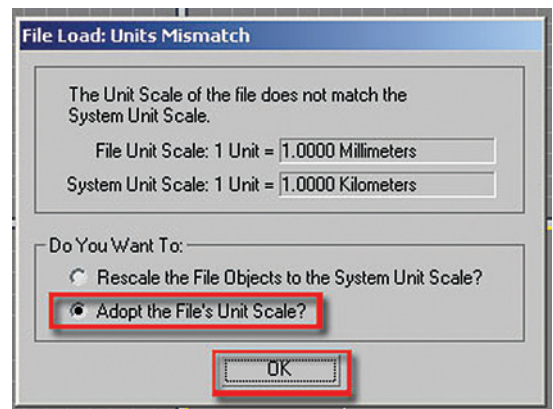 File Load: Units Mismatch
The Unit Scale of the file does not match the
System Unit Scale.
File Unit Scale: 1 Unit = 1.0000 Millimeters
System Unit Scale: 1 Unit = 1.0000 Kilometers
Do You Want To:
Rescale the File Objects to the System Unit Scale?
Adopt the File's Unit Scale?
OK